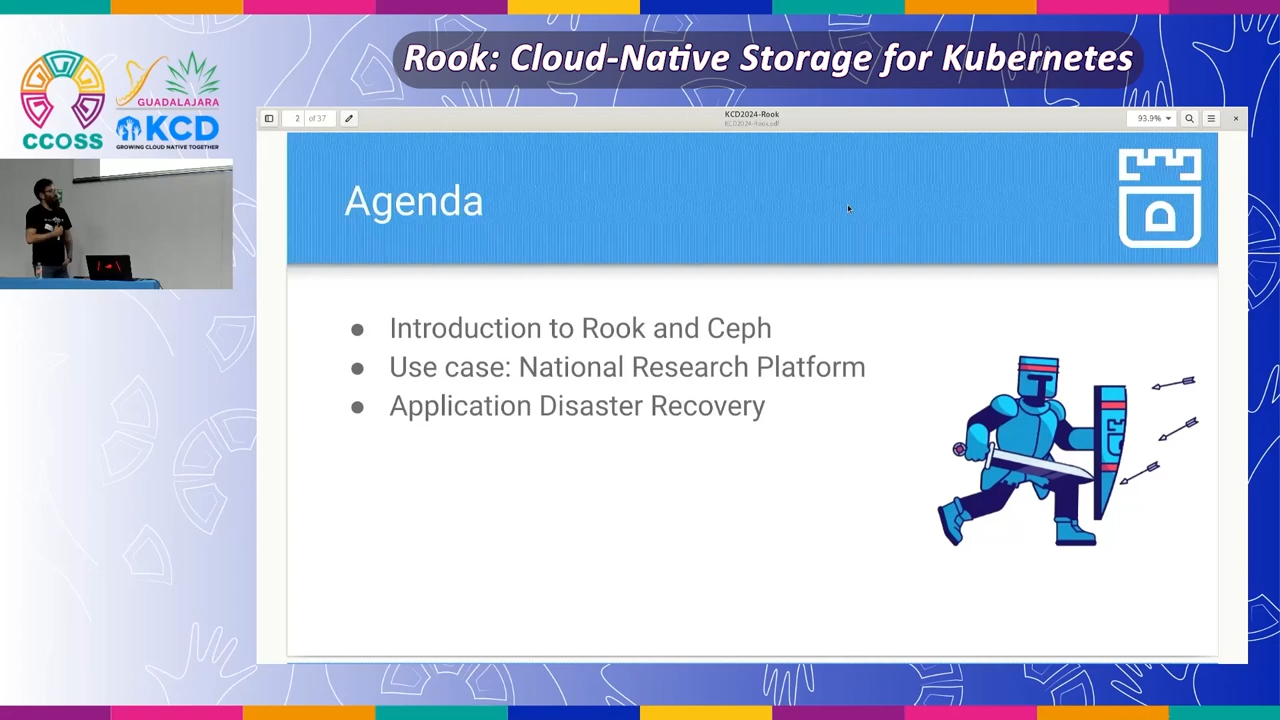 Rook: Cloud-Native Storage for Kubernetes
CCOSS
GUADALAJARA
KCD
GROWING CLOUD NATIVE TOGETHER
2 of 37
KCD2024-Rook
KCD2024-Rook.pdf
93.9%
Agenda
● Introduction to Rook and Ceph
● Use case: National Research Platform
● Application Disaster Recovery